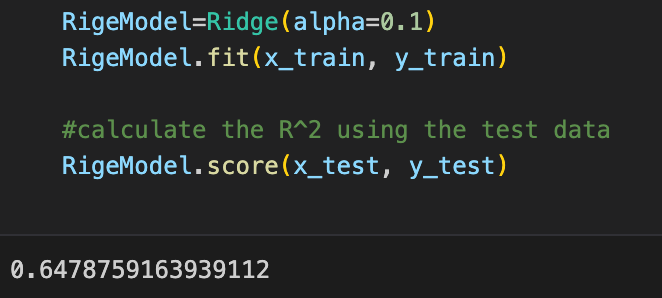 RigeModel=Ridge(alpha=0.1)
RigeModel.fit(x_train, y_train)
#calculate the R^2 using the test data
RigeModel.score(x_test, y_test)
0.6478759163939112